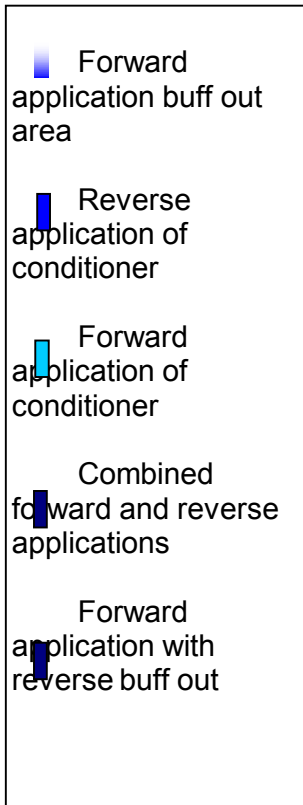 Forward
application buff out
area
Reverse
application of
conditioner
Forward
application of
conditioner
Combined
forward and reverse
applications
Forward
application with
reverse buff out